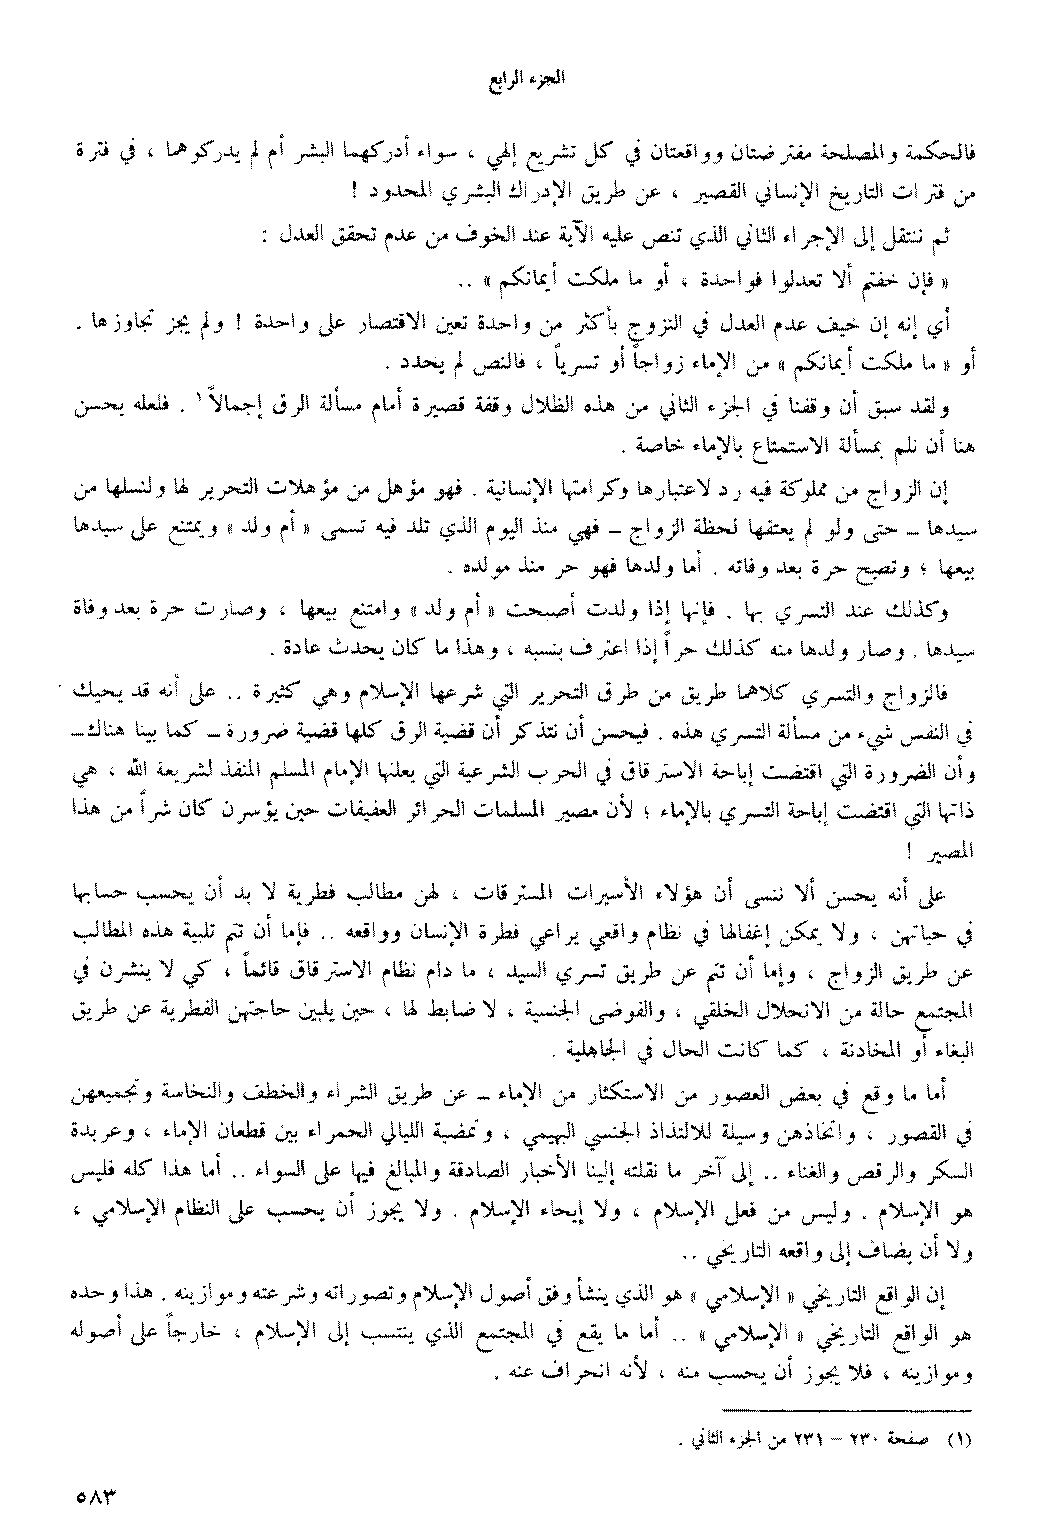 الجزء الرابع
فالحكمة والمصلحة مفترضتان وواقعتان في كل تشريع إلهي ، سواء أدركهما البشر أم لم يدركوهما ، في فترة
من فترات التاريخ الإنساني القصير ، عن طريق الإدراك البشري المحدود !
ثم ننتقل إلى الإجراء الثاني الذي تنص عليه الآية عند الخوف من عدم تحقق العدل :
« فإن خفتم ألا تعدلوا فواحدة ، أو ما ملكت أيمانكم » ..
أي إنه إن خيف عدم العدل في التزوج بأكثر من واحدة تعين الاقتصار على واحدة ! ولم يجز تجاوزها .
أو « ما ملكت أيمانكم » من الإماء زواجاً أو تسرياً ، فالنص لم يحدد .
ولقد سبق أن وقفنا في الجزء الثاني من هذه الظلال وقفة قصيرة أمام مسألة الرق إجمالاً ١ . فلعله يحسن
هنا أن نلم بمسألة الاستمتاع بالإماء خاصة .
إن الزواج من مملوكة فيه رد لاعتبارها وكرامتها الإنسانية . فهو مؤهل من مؤهلات التحرير لها ولنسلها من
سيدها – حتى ولو لم يعتقها لحظة الزواج – فهي منذ اليوم الذي تلد فيه تسمى « أم ولد » ويمتنع على سيدها
بيعها ؛ وتصبح حرة بعد وفاته . أما ولدها فهو حر منذ مولده .
وكذلك عند التسري بها . فإنها إذا ولدت أصبحت « أم ولد » وامتنع بيعها ، وصارت حرة بعد وفاة
سيدها . وصار ولدها منه كذلك حراً إذا اعترف بنسبه ، وهذا ما كان يحدث عادة .
فالزواج والتسري كلاهما طريق من طرق التحرير التي شرعها الإسلام وهي كثيرة .. على أنه قد يحيك
في النفس شيء من مسألة التسري هذه . فيحسن أن نتذكر أن قضية الرق كلها قضية ضرورة – كما بينا هناك–
وأن الضرورة التي اقتضت إباحة الاسترقاق في الحرب الشرعية التي يعلنها الإمام المسلم المنفذ لشريعة الله ، هي
ذاتها التي اقتضت إباحة التسري بالإماء ؛ لأن مصير المسلمات الحرائر العفيفات حين يؤسرن كان شراً من هذا
المصير !
على أنه يحسن ألا ننسى أن هؤلاء الأسيرات المسترقات ، لهن مطالب فطرية لا بد أن يحسب حسابها
في حياتهن ، ولا يمكن إغفالها في نظام واقعي يراعي فطرة الإنسان وواقعه .. فإما أن تتم تلبية هذه المطالب
عن طريق الزواج ، وإما أن تتم عن طريق تسري السيد ، ما دام نظام الاسترقاق قائماً ، كي لا ينشرن في
المجتمع حالة من الانحلال الخلقي ، والفوضى الجنسية ، لا ضابط لها ، حين يلبين حاجتهن الفطرية عن طريق
البغاء أو المخادنة ، كما كانت الحال في الجاهلية .
أما ما وقع في بعض العصور من الاستكثار من الإماء – عن طريق الشراء والخطف والنخاسة وتجميعهن
في القصور ، واتخاذهن وسيلة للالتذاذ الجنسي البهيمي ، وتمضية الليالي الحمراء بين قطعان الإماء ، وعربدة
السكر والرقص والغناء .. إلى آخر ما نقلته إلينا الأخبار الصادقة والمبالغ فيها على السواء .. أما هذا كله فليس
هو الإسلام . وليس من فعل الإسلام ، ولا إيحاء الإسلام . ولا يجوز أن يحسب على النظام الإسلامي ،
ولا أن يضاف إلى واقعه التاريخي ..
إن الواقع التاريخي « الإسلامي » هو الذي ينشأ وفق أصول الإسلام وتصوراته وشرعته وموازينه . هذا وحده
هو الواقع التاريخي « الإسلامي » .. أما ما يقع في المجتمع الذي ينتسب إلى الإسلام ، خارجاً على أصوله
وموازينه ، فلا يجوز أن يحسب منه ، لأنه انحراف عنه .
(١) صفحة ٢٣٠ – ٢٣١ من الجزء الثاني .
٥٨٣